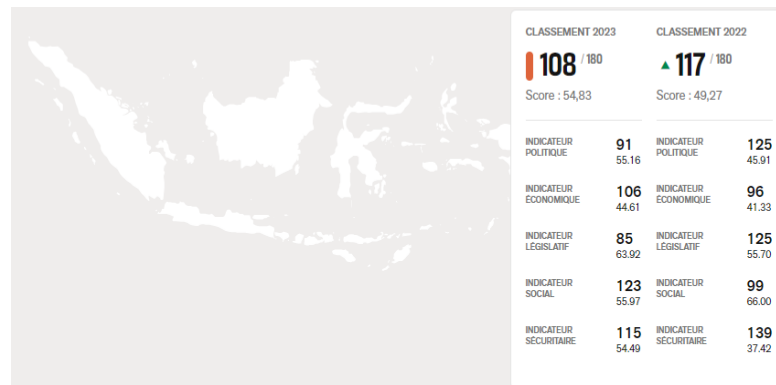 CLASSEMENT 2023
108 / 180
Score : 54,83
INDICATEUR
POLITIQUE
91
55.16
INDICATEUR
ÉCONOMIQUE
106
44.61
INDICATEUR
LÉGISLATIF
85
63.92
INDICATEUR
SOCIAL
123
55.97
INDICATEUR
SÉCURITAIRE
115
54.49
CLASSEMENT 2022
117 / 180
Score : 49,27
INDICATEUR
POLITIQUE
125
45.91
INDICATEUR
ÉCONOMIQUE
96
41.33
INDICATEUR
LÉGISLATIF
125
55.70
INDICATEUR
SOCIAL
99
66.00
INDICATEUR
SÉCURITAIRE
139
37.42